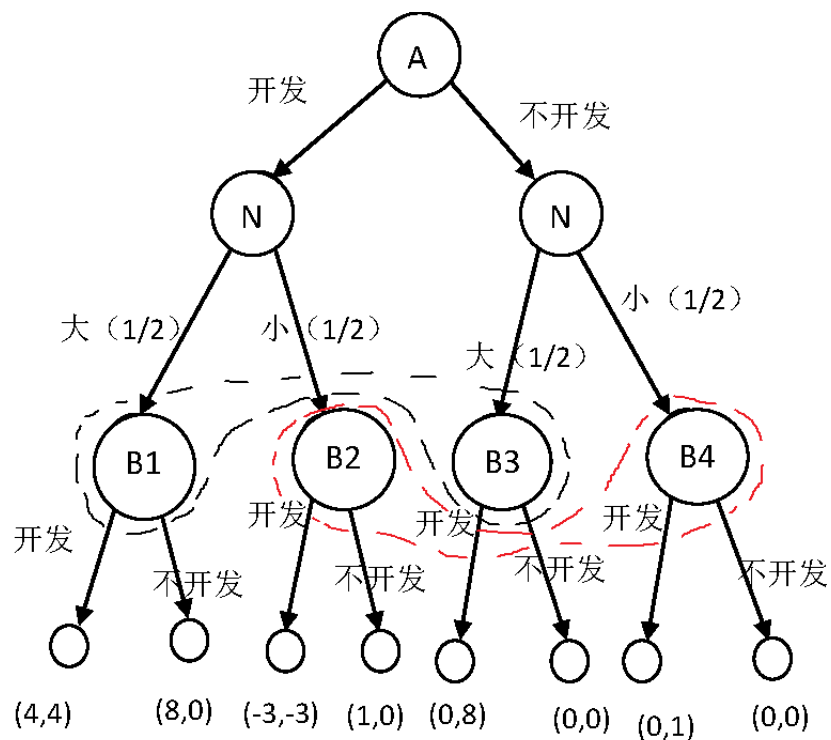 A
开发
不开发
N
N
大（1/2）
小（1/2）
大（1/2）
小（1/2）
B1
B2
B3
B4
开发
不开发
开发
不开发
开发
不开发
开发
不开发
(4,4)
(8,0)
(-3,-3)
(1,0)
(0,8)
(0,0)
(0,1)
(0,0)